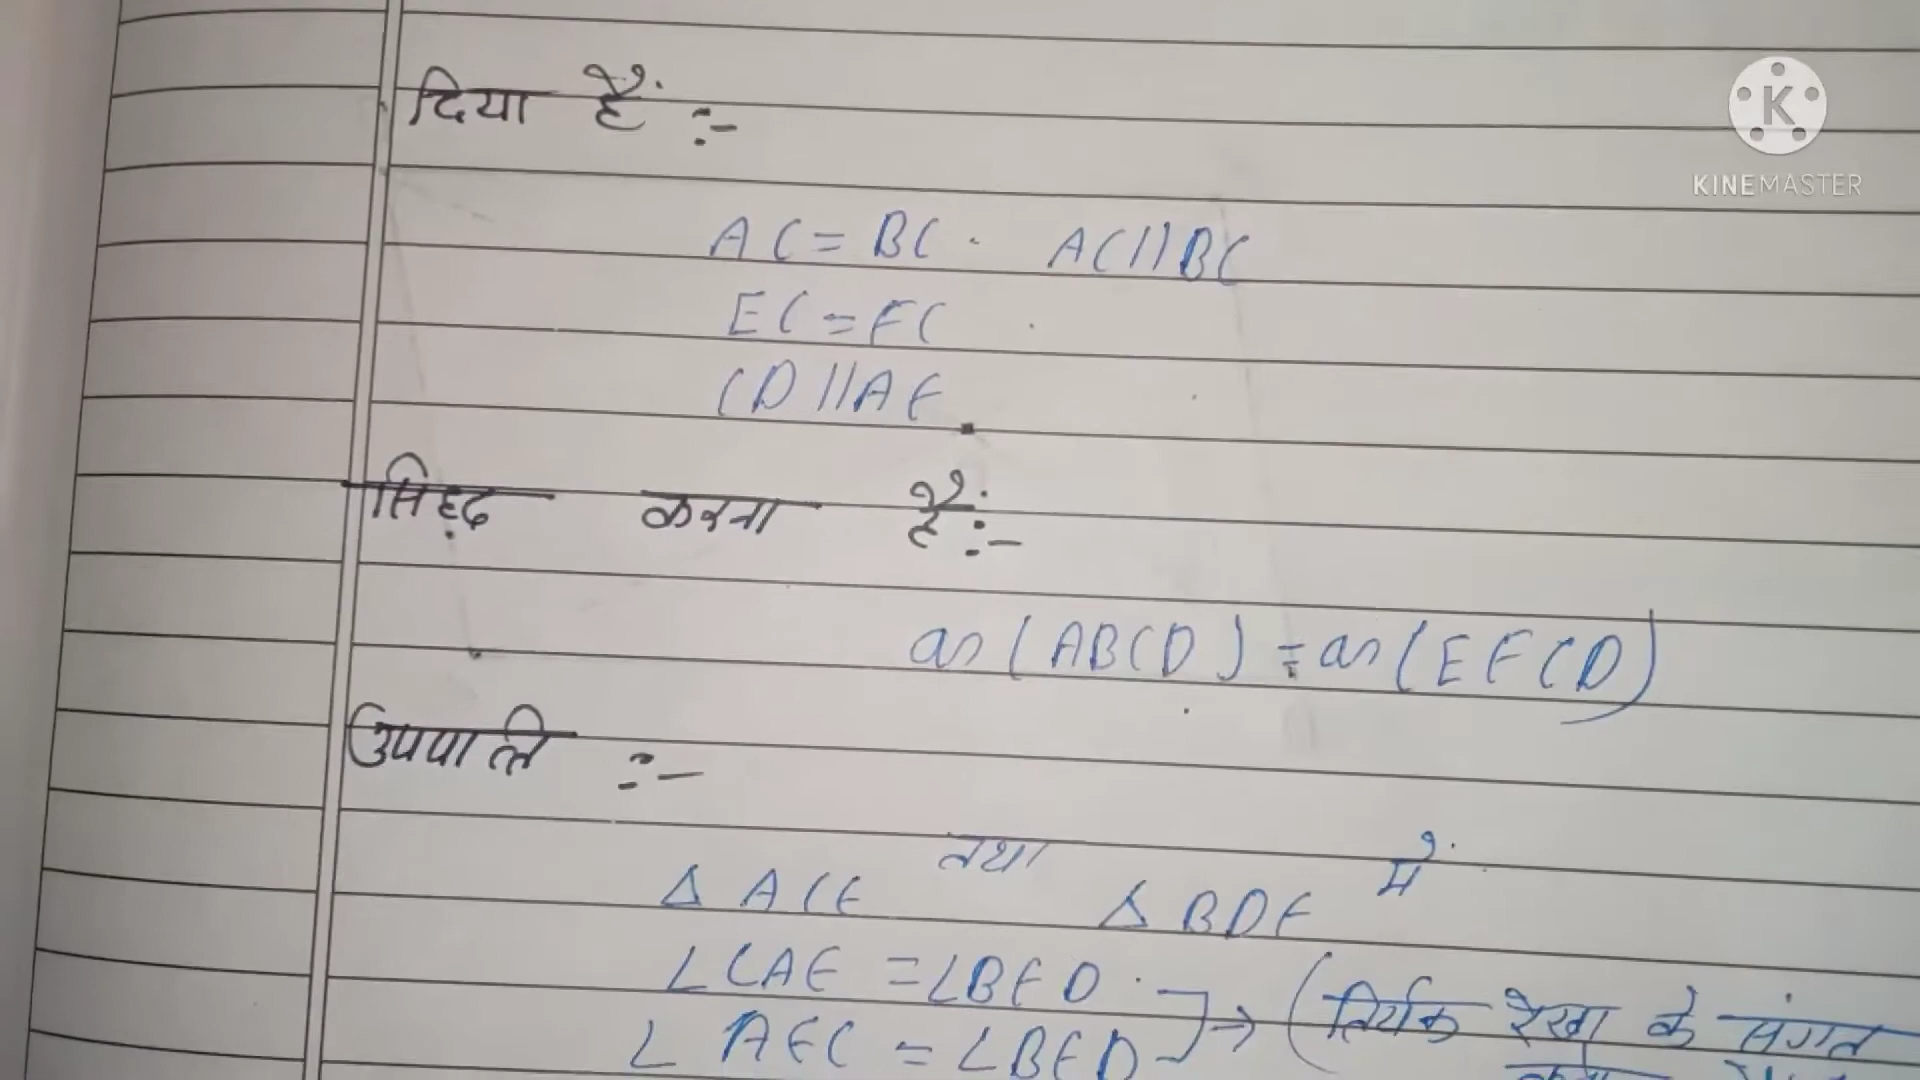 दिया हैं :-
K
KINEMASTER
AC = BC . AC || BC
EC = FC
CD || AE
सिद्द करना हैं :-
ar (ABCD) = ar (EFCD)
उपपत्ति :-
Δ ACE तथा Δ BDF में
∠CAE = ∠BFD
∠AEC = ∠BFD → (तिर्यक रेखा के संगत